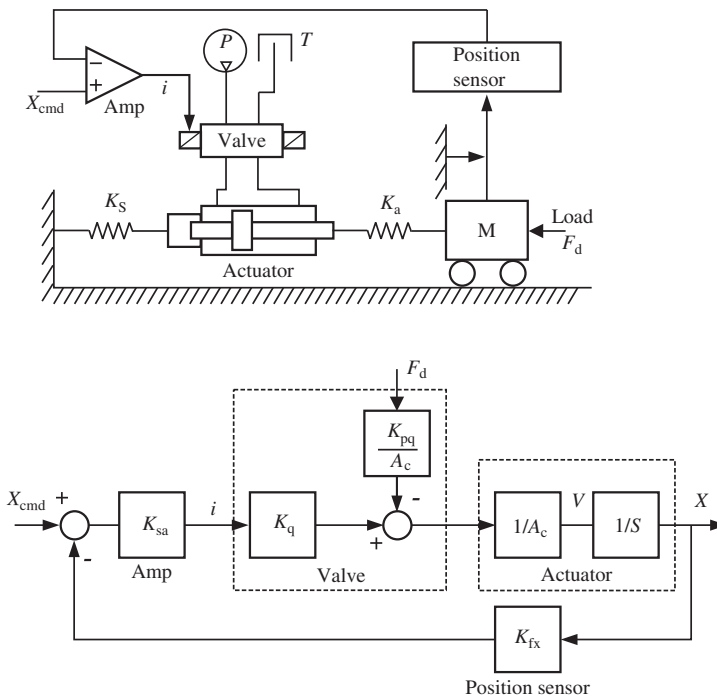 P
T
Position
sensor
−
+
X_cmd
Amp
i
Valve
K_S
K_a
M
Load
F_d
Actuator
F_d
K_pq
A_c
X_cmd
+
-
K_sa
Amp
i
K_q
+
-
Valve
1/A_c
V
1/S
Actuator
X
K_fx
Position sensor